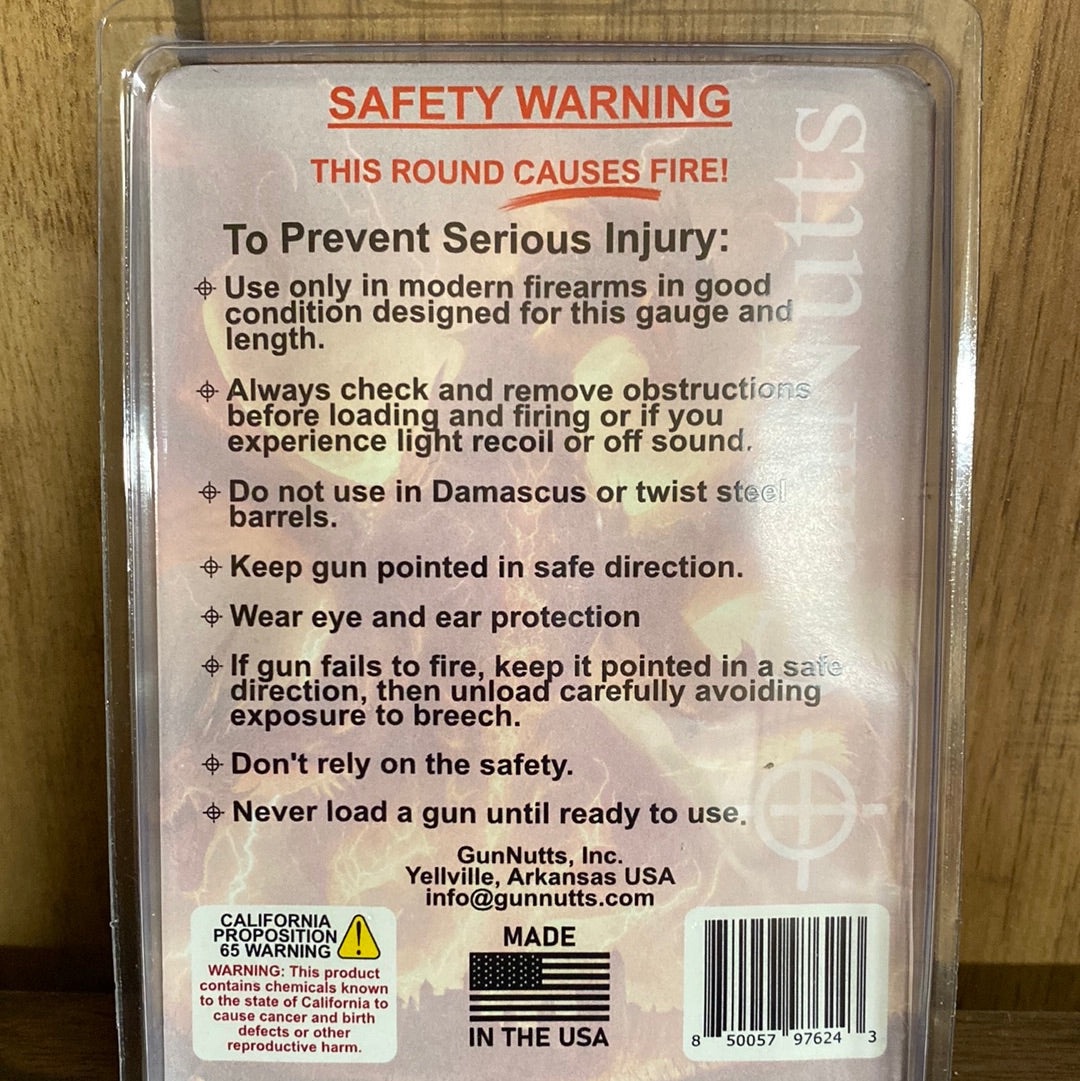 SAFETY WARNING
THIS ROUND CAUSES FIRE!
To Prevent Serious Injury:
Use only in modern firearms in good
condition designed for this gauge and
length.
Always check and remove obstructions
before loading and firing or if you
experience light recoil or off sound.
Do not use in Damascus or twist steel
barrels.
Keep gun pointed in safe direction.
Wear eye and ear protection
If gun fails to fire, keep it pointed in a safe
direction, then unload carefully avoiding
exposure to breech.
Don't rely on the safety.
Never load a gun until ready to use.
GunNutts, Inc.
Yellville, Arkansas USA
info@gunnutts.com
CALIFORNIA
PROPOSITION
65 WARNING
WARNING: This product
contains chemicals known
to the state of California to
cause cancer and birth
defects or other
reproductive harm.
MADE
IN THE USA
8 50057 97624 3
Nutts